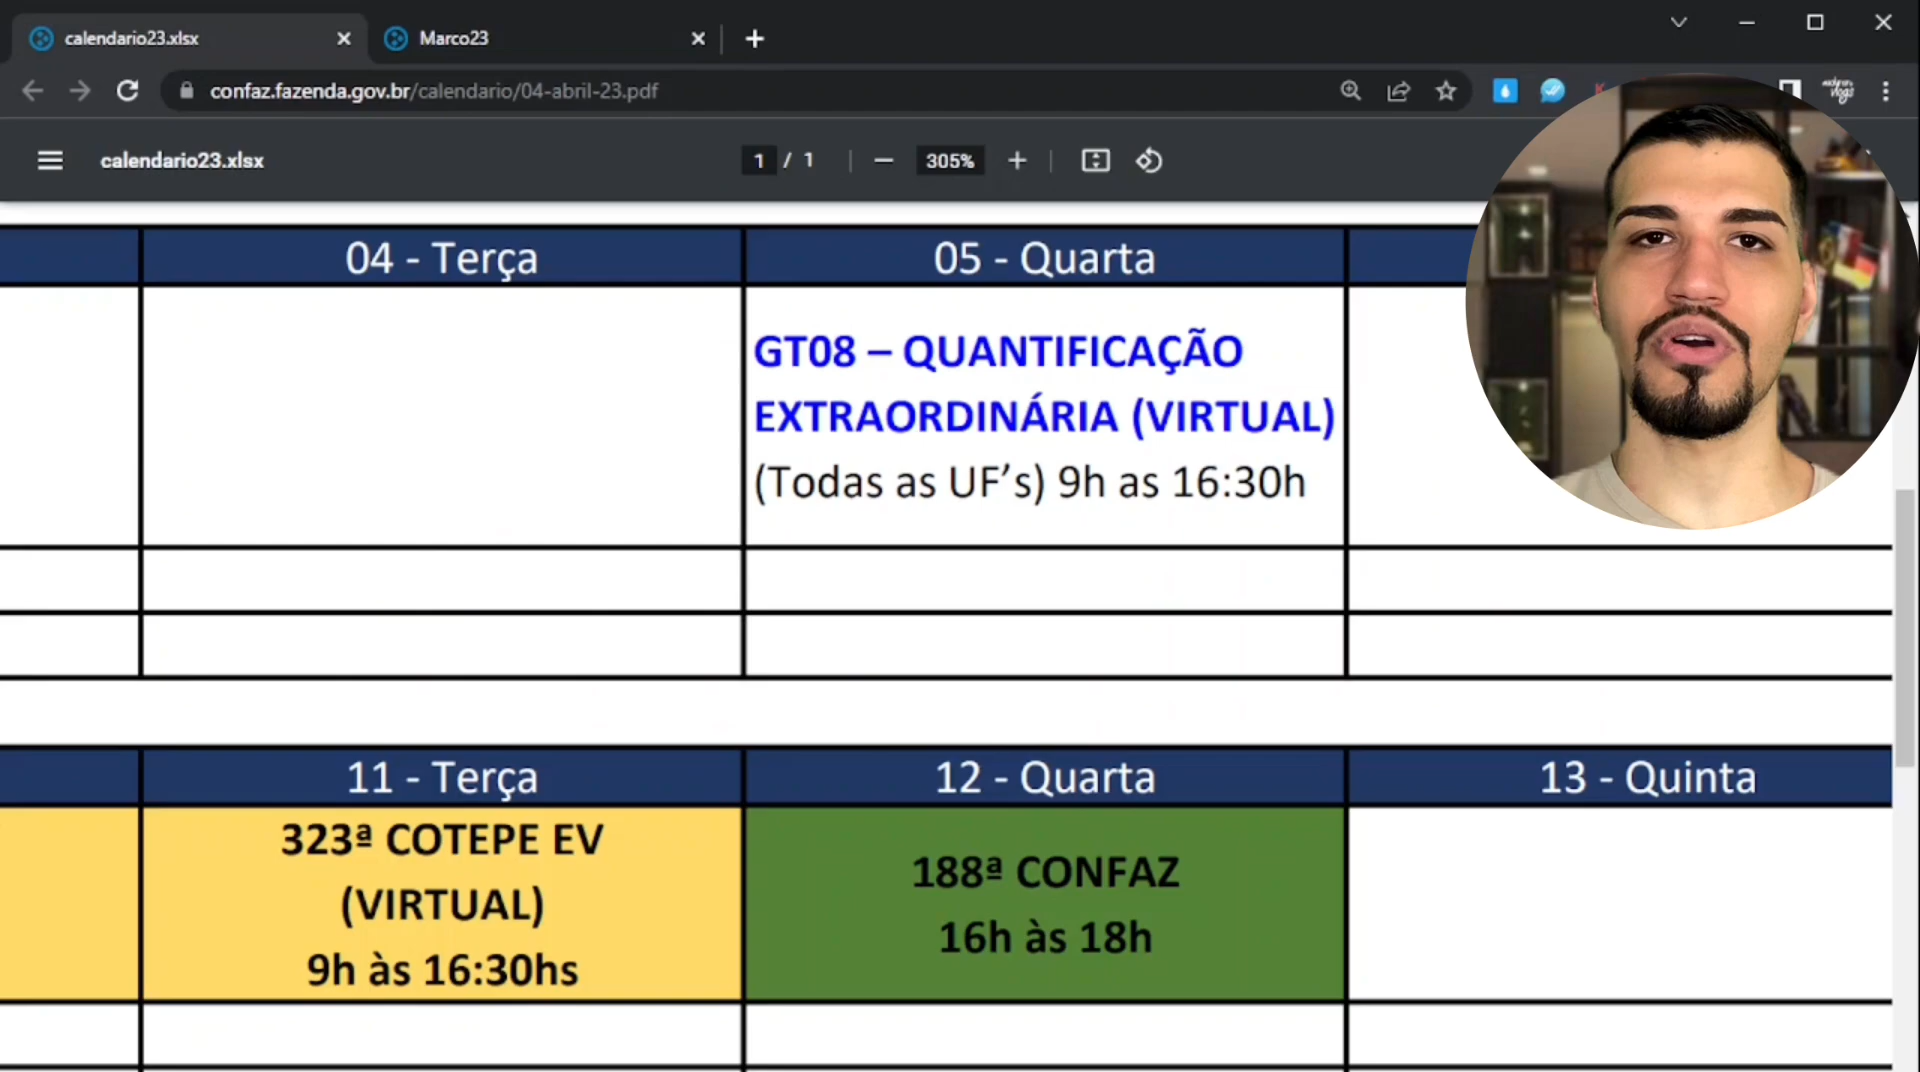 calendario23.xlsx
Marco23
confaz.fazenda.gov.br/calendario/04-abril-23.pdf
calendario23.xlsx
1 / 1
305%
04 - Terça
05 - Quarta
GT08 – QUANTIFICAÇÃO
EXTRAORDINÁRIA (VIRTUAL)
(Todas as UF’s) 9h as 16:30h
11 - Terça
12 - Quarta
13 - Quinta
323ª COTEPE EV
(VIRTUAL)
9h às 16:30hs
188ª CONFAZ
16h às 18h